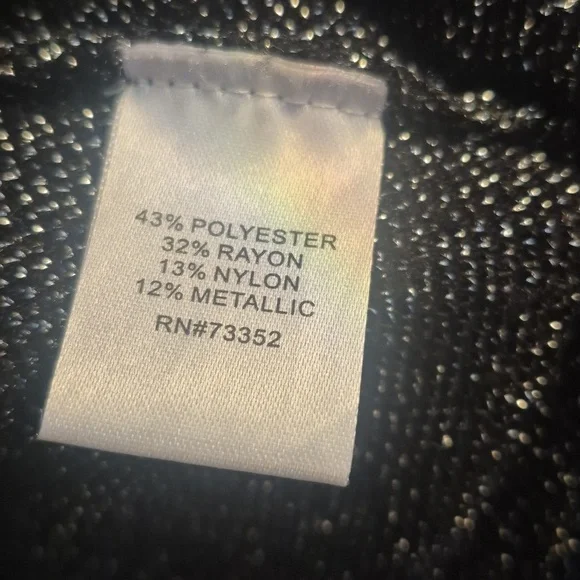 43% POLYESTER
32% RAYON
13% NYLON
12% METALLIC
RN#73352